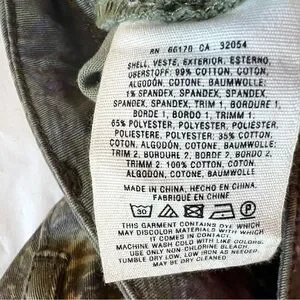 RN 66170 CA 32054
SHELL, VESTE, EXTERIOR, ESTERNO,
OBERSTOFF: 99% COTTON, COTON,
ALGODÓN, COTONE, BAUMWOLLE:
1% SPANDEX, SPANDEX, SPANDEX,
SPANDEX, SPANDEX, TRIM 1, BORDURE 1,
BORDE 1, BORDO 1, TRIMM 1:
65% POLYESTER, POLYESTER, POLIÉSTER,
POLIESTERE, POLYESTER; 35% COTTON,
COTON, ALGODÓN, COTONE, BAUMWOLLE:
TRIM 2, BORDURE 2, BORDE 2, BORDO 2,
TRIMM 2: 100% COTTON, COTON,
ALGODÓN, COTONE, BAUMWOLLE
MADE IN CHINA, HECHO EN CHINA,
FABRIQUÉ EN CHINE
30
THIS GARMENT CONTAINS DYE WHICH
MAY DISCOLOR MATERIALS WITH WHICH
IT COMES IN CONTACT.
MACHINE WASH COLD WITH LIKE COLORS.
USE ONLY NON-CHLORINE BLEACH.
TUMBLE DRY LOW, LOW IRON AS NEEDED.
MAY BE DRY CLEANED